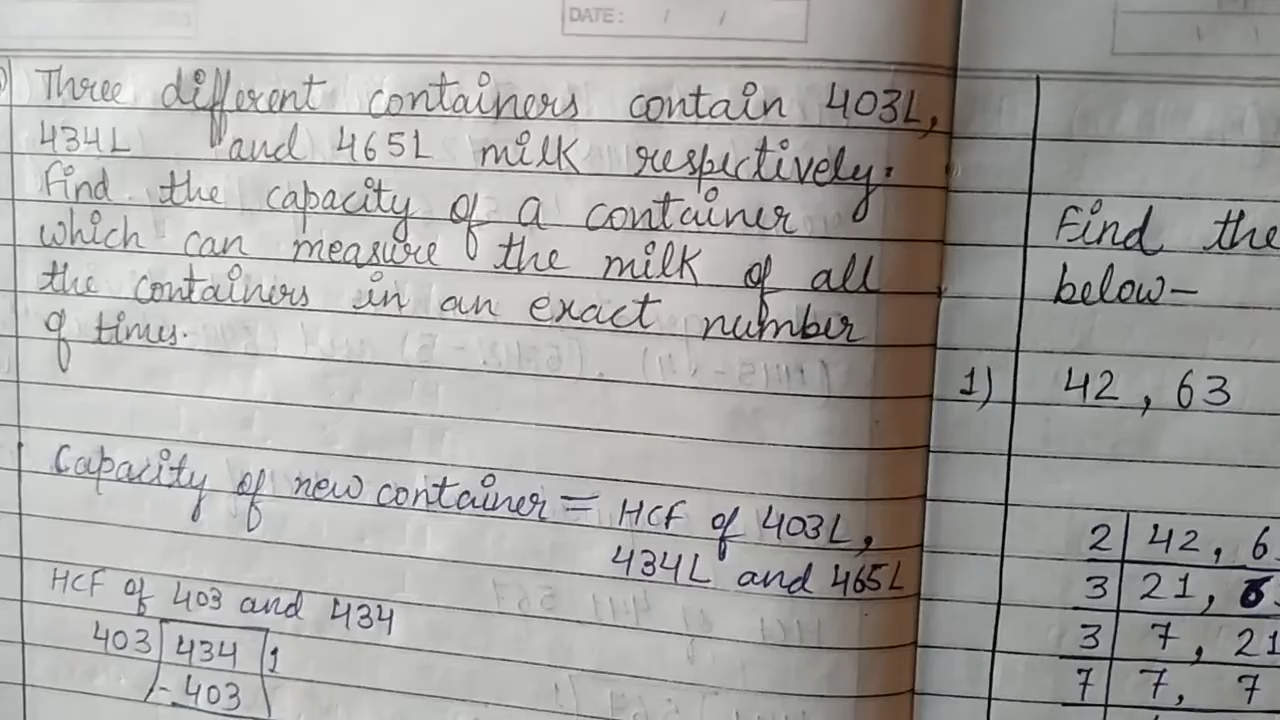 DATE: / /
Three different containers contain 403L,
434L and 465L milk respectively.
Find the capacity of a container
which can measure the milk of all
the containers in an exact number
of times.
Capacity of new container = HCF of 403L,
434L and 465L
HCF of 403 and 434
403 434 1
- 403
Find the
below-
1) 42, 63
2 42, 6
3 21,
3 7, 21
7 7, 7